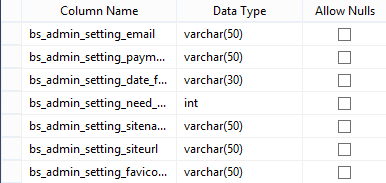 Column Name Data Type Allow Nulls
bs_admin_setting_email varchar(50)
bs_admin_setting_paym... varchar(50)
bs_admin_setting_date_f... varchar(30)
bs_admin_setting_need_... int
bs_admin_setting_sitena... varchar(50)
bs_admin_setting_siteurl varchar(50)
bs_admin_setting_favico... varchar(50)